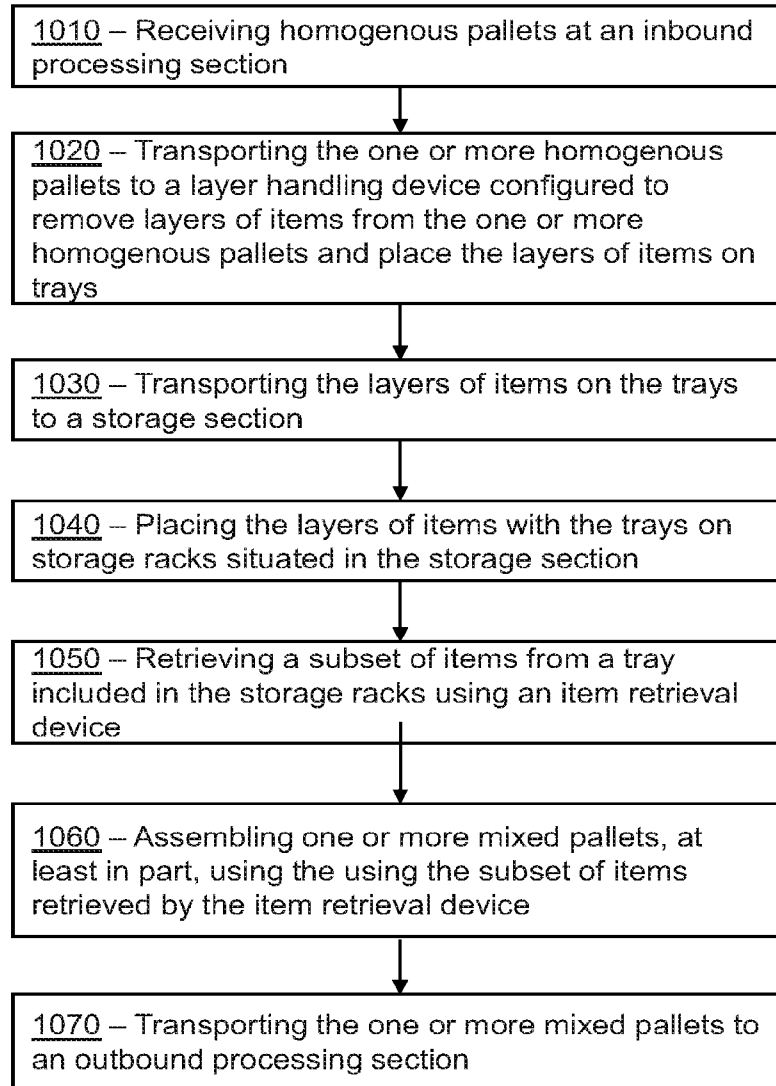 1010 – Receiving homogenous pallets at an inbound
processing section
1020 – Transporting the one or more homogenous
pallets to a layer handling device configured to
remove layers of items from the one or more
homogenous pallets and place the layers of items on
trays
1030 – Transporting the layers of items on the trays
to a storage section
1040 – Placing the layers of items with the trays on
storage racks situated in the storage section
1050 – Retrieving a subset of items from a tray
included in the storage racks using an item retrieval
device
1060 – Assembling one or more mixed pallets, at
least in part, using the using the subset of items
retrieved by the item retrieval device
1070 – Transporting the one or more mixed pallets to
an outbound processing section